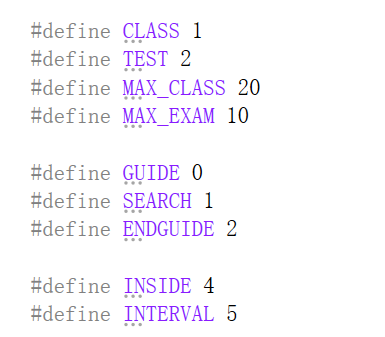 #define CLASS 1
#define TEST 2
#define MAX_CLASS 20
#define MAX_EXAM 10
#define GUIDE 0
#define SEARCH 1
#define ENDGUIDE 2
#define INSIDE 4
#define INTERVAL 5